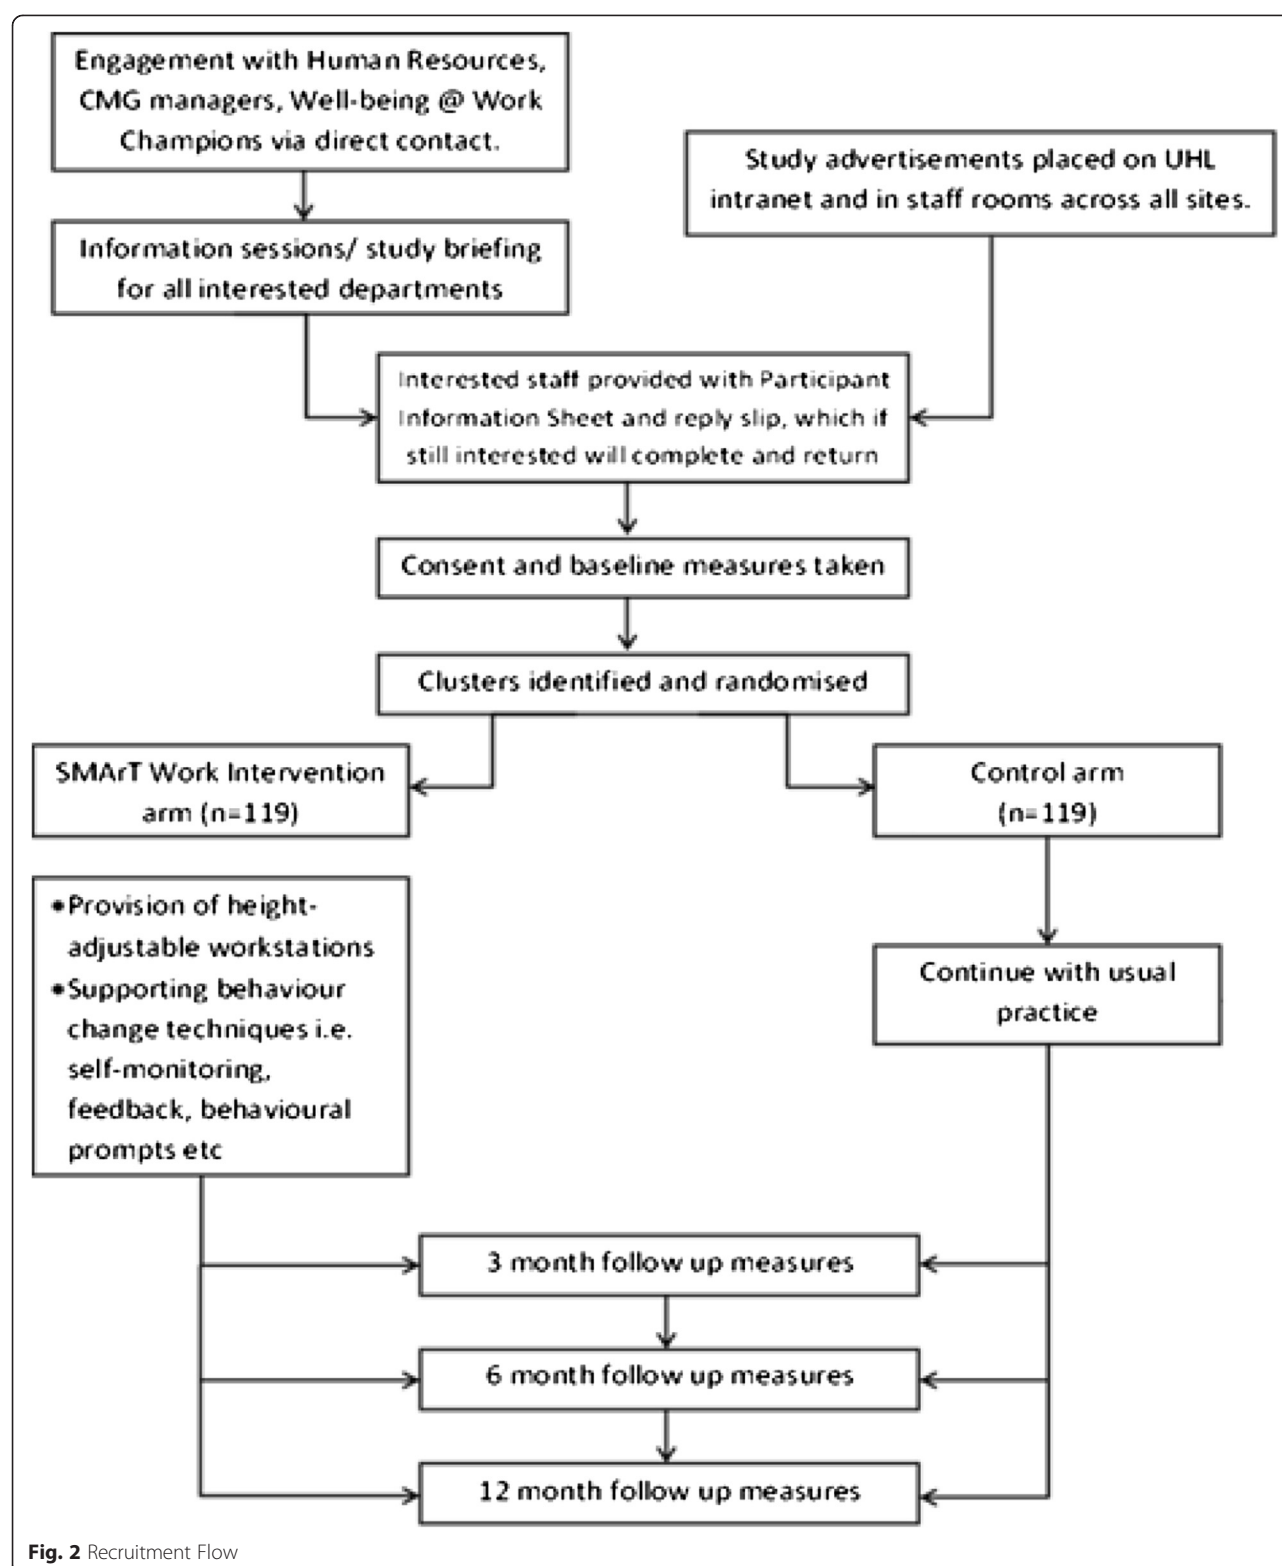 Engagement with Human Resources,
CMG managers, Well-being @ Work
Champions via direct contact.
Study advertisements placed on UHL
intranet and in staff rooms across all sites.
Information sessions/ study briefing
for all interested departments
Interested staff provided with Participant
Information Sheet and reply slip, which if
still interested will complete and return
Consent and baseline measures taken
Clusters identified and randomised
SMArT Work Intervention
arm (n=119)
Control arm
(n=119)
•Provision of height-
adjustable workstations
•Supporting behaviour
change techniques i.e.
self-monitoring,
feedback, behavioural
prompts etc
Continue with usual
practice
3 month follow up measures
6 month follow up measures
12 month follow up measures
Fig. 2 Recruitment Flow